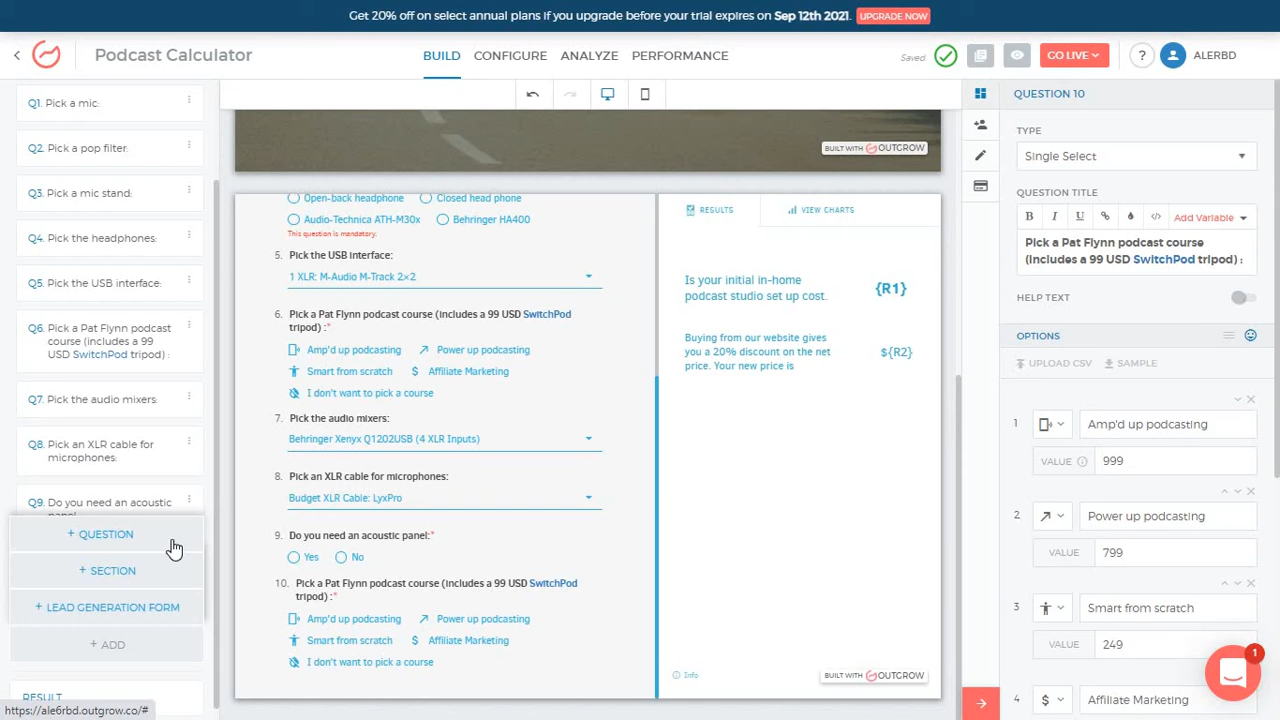 Get 20% off on select annual plans if you upgrade before your trial expires on Sep 12th 2021. UPGRADE NOW
Podcast Calculator
BUILD CONFIGURE ANALYZE PERFORMANCE
Saved
GO LIVE
?
ALERBD
Q1. Pick a mic:
Q2. Pick a pop filter:
Q3. Pick a mic stand:
Q4. Pick the headphones:
Q5. Pick the USB interface:
Q6. Pick a Pat Flynn podcast
course (includes a 99
USD SwitchPod tripod) :
Q7. Pick the audio mixers:
Q8. Pick an XLR cable for
microphones:
Q9. Do you need an acoustic
+ QUESTION
+ SECTION
+ LEAD GENERATION FORM
+ ADD
RESULT
https://ale6rbd.outgrow.co/#
BUILT WITH OUTGROW
Open-back headphone Closed head phone
Audio-Technica ATH-M30x Behringer HA400
This question is mandatory.
5. Pick the USB interface:
1 XLR: M-Audio M-Track 2×2
6. Pick a Pat Flynn podcast course (includes a 99 USD SwitchPod
tripod) :*
Amp'd up podcasting Power up podcasting
Smart from scratch $ Affiliate Marketing
I don't want to pick a course
7. Pick the audio mixers:
Behringer Xenyx Q1202USB (4 XLR Inputs)
8. Pick an XLR cable for microphones:
Budget XLR Cable: LyxPro
9. Do you need an acoustic panel:*
Yes No
10. Pick a Pat Flynn podcast course (includes a 99 USD SwitchPod
tripod) :*
Amp'd up podcasting Power up podcasting
Smart from scratch $ Affiliate Marketing
I don't want to pick a course
RESULTS VIEW CHARTS
Is your initial in-home
podcast studio set up cost.
{R1}
Buying from our website gives
you a 20% discount on the net
price. Your new price is
${R2}
Info
BUILT WITH OUTGROW
QUESTION 10
TYPE
Single Select
QUESTION TITLE
B I U </> Add Variable
Pick a Pat Flynn podcast course
(includes a 99 USD SwitchPod tripod) :
HELP TEXT
OPTIONS
UPLOAD CSV SAMPLE
1 Amp'd up podcasting
VALUE 999
2 Power up podcasting
VALUE 799
3 Smart from scratch
VALUE 249
4 $ Affiliate Marketing
1